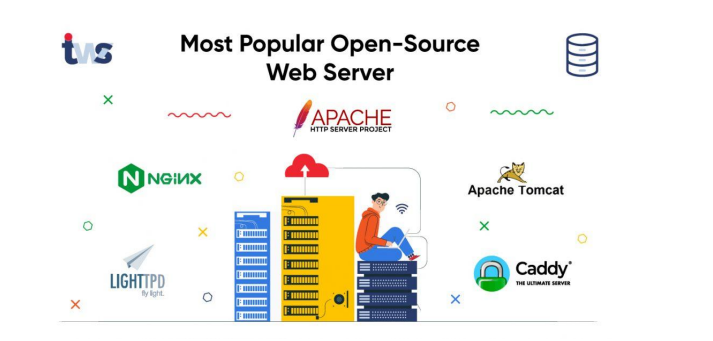 tws
Most Popular Open-Source
Web Server
APACHE
HTTP SERVER PROJECT
NGINX
Apache Tomcat
LIGHTTPD
fly light.
Caddy
THE ULTIMATE SERVER